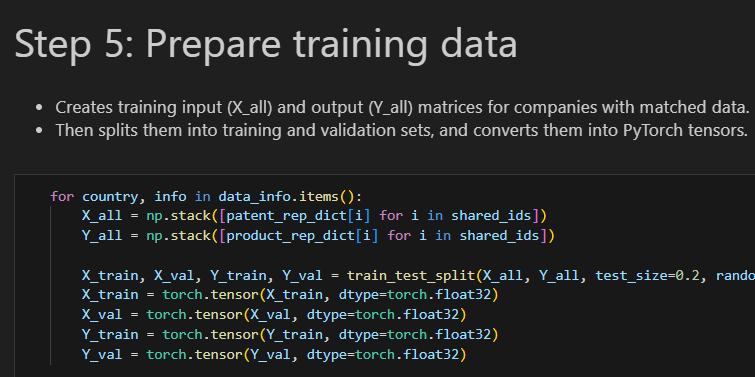 Step 5: Prepare training data
• Creates training input (X_all) and output (Y_all) matrices for companies with matched data.
• Then splits them into training and validation sets, and converts them into PyTorch tensors.
for country, info in data_info.items():
    X_all = np.stack([patent_rep_dict[i] for i in shared_ids])
    Y_all = np.stack([product_rep_dict[i] for i in shared_ids])
    X_train, X_val, Y_train, Y_val = train_test_split(X_all, Y_all, test_size=0.2, rando
    X_train = torch.tensor(X_train, dtype=torch.float32)
    X_val = torch.tensor(X_val, dtype=torch.float32)
    Y_train = torch.tensor(Y_train, dtype=torch.float32)
    Y_val = torch.tensor(Y_val, dtype=torch.float32)